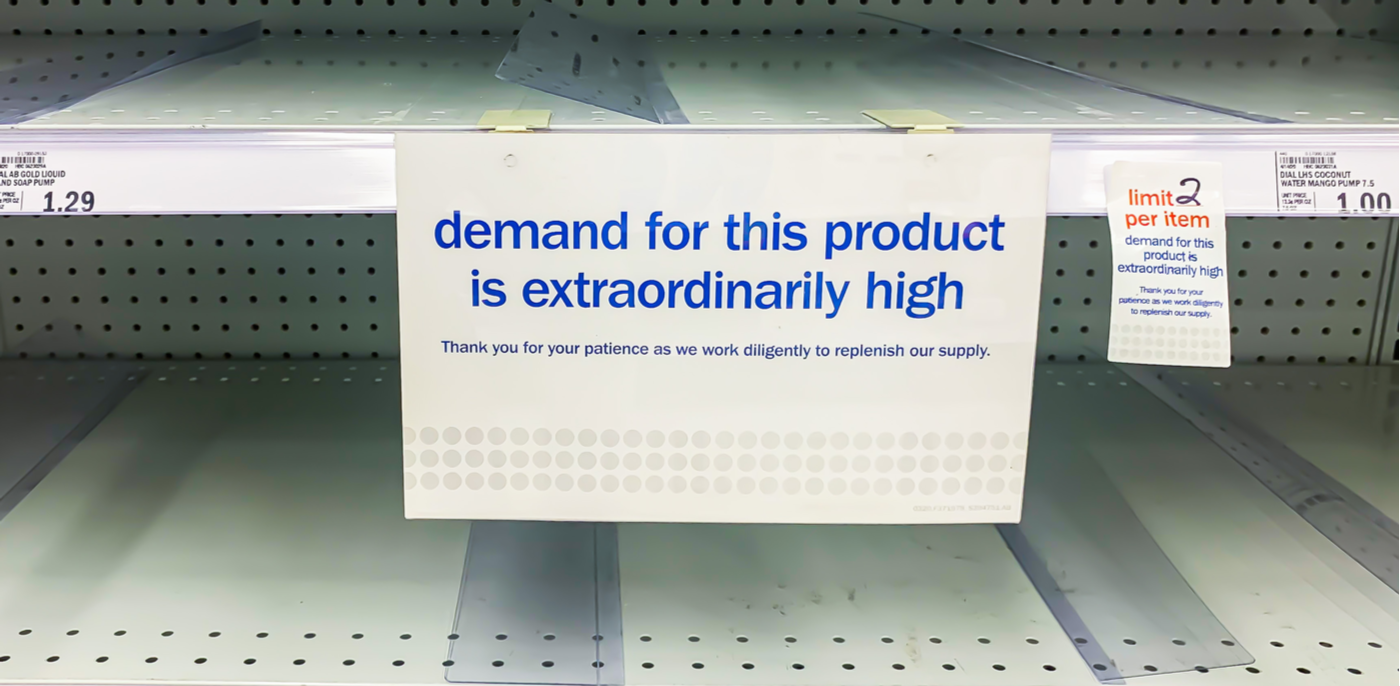 AL AB GOLD LIQUID
ND SOAP PUMP
1.29
demand for this product
is extraordinarily high
Thank you for your patience as we work diligently to replenish our supply.
limit 2
per item
demand for this
product is
extraordinarily high
Thank you for your
patience as we work diligently
to replenish our supply.
DIAL LHS COCONUT
WATER MANGO PUMP 7.5
UNIT PRICE
1.00